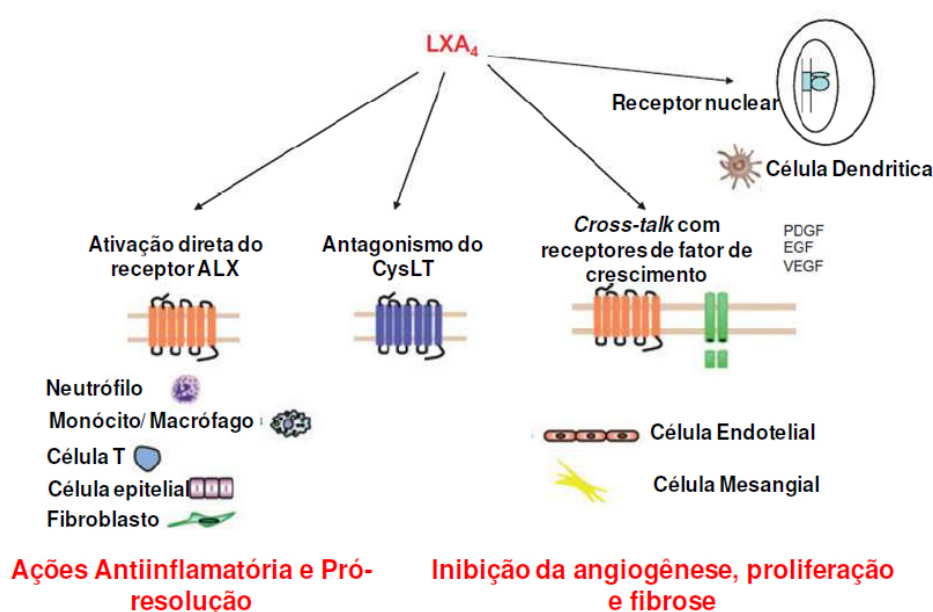 LXA₄
Receptor nuclear
Célula Dendritica
Ativação direta do
receptor ALX
Antagonismo do
CysLT
Cross-talk com
receptores de fator de
crescimento
PDGF
EGF
VEGF
Neutrófilo
Monócito/ Macrófago
Célula T
Célula epitelial
Fibroblasto
Célula Endotelial
Célula Mesangial
Ações Antiinflamatória e Pró-
resolução
Inibição da angiogênese, proliferação
e fibrose